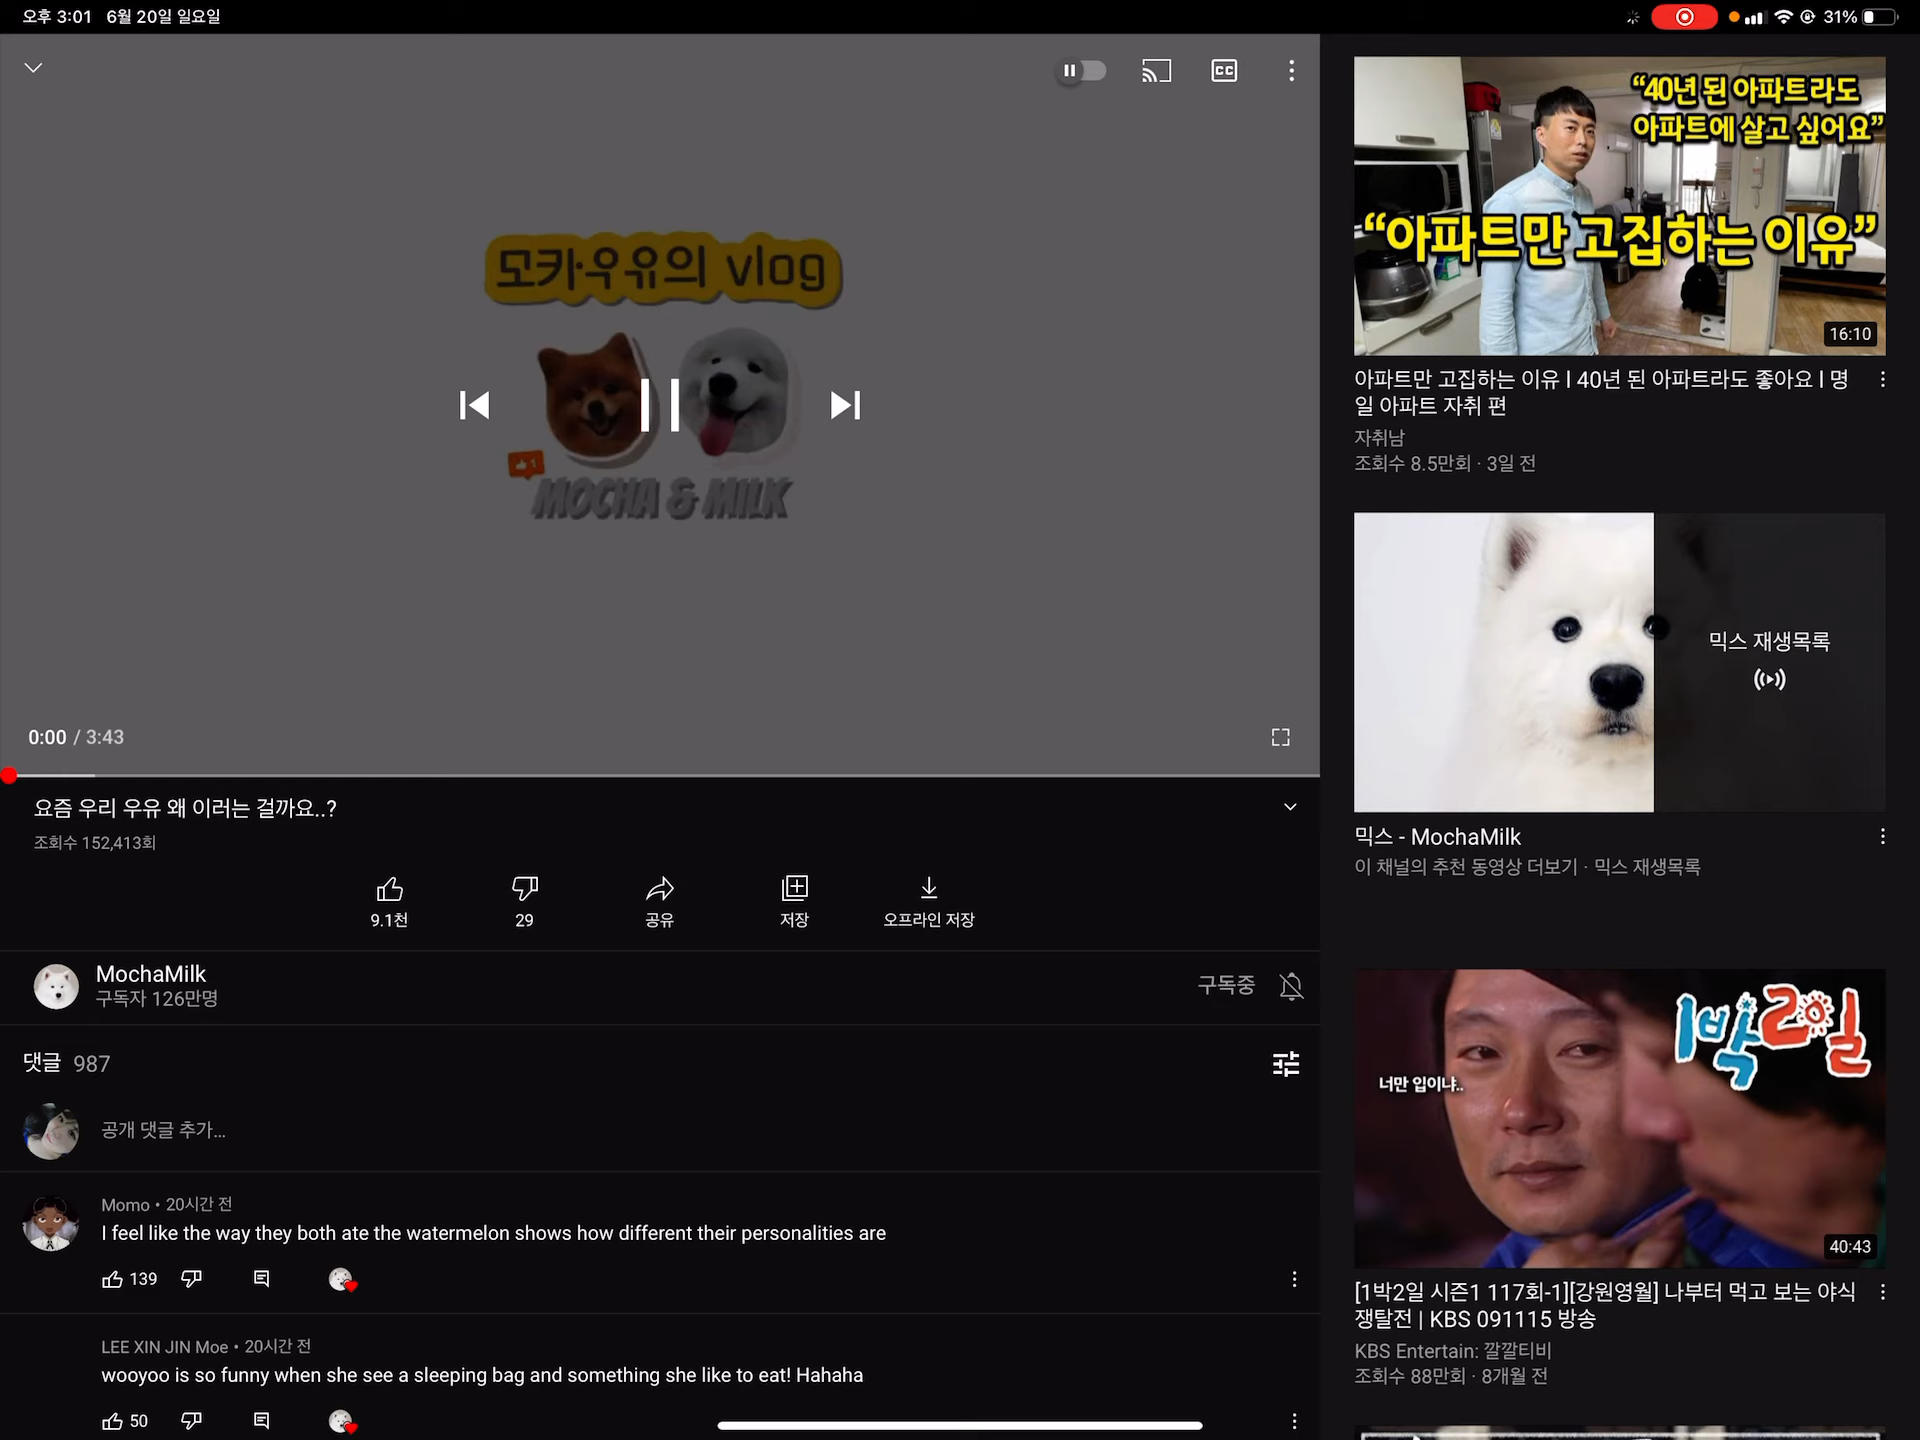 오후 3:01 6월 20일 일요일
31%
CC
모카우유의 vlog
1
MOCHA & MILK
0:00 / 3:43
요즘 우리 우유 왜 이러는 걸까요..?
조회수 152,413회
9.1천
29
공유
저장
오프라인 저장
MochaMilk
구독자 126만명
구독중
댓글 987
공개 댓글 추가...
Momo • 20시간 전
I feel like the way they both ate the watermelon shows how different their personalities are
139
LEE XIN JIN Moe • 20시간 전
wooyoo is so funny when she see a sleeping bag and something she like to eat! Hahaha
50
“40년 된 아파트라도
아파트에 살고 싶어요”
“아파트만 고집하는 이유”
16:10
아파트만 고집하는 이유 I 40년 된 아파트라도 좋아요 I 명
일 아파트 자취 편
자취남
조회수 8.5만회 · 3일 전
믹스 재생목록
믹스 - MochaMilk
이 채널의 추천 동영상 더보기 · 믹스 재생목록
1박2일
너만 입이냐..
40:43
[1박2일 시즌1 117회-1][강원영월] 나부터 먹고 보는 야식
쟁탈전 | KBS 091115 방송
KBS Entertain: 깔깔티비
조회수 88만회 · 8개월 전